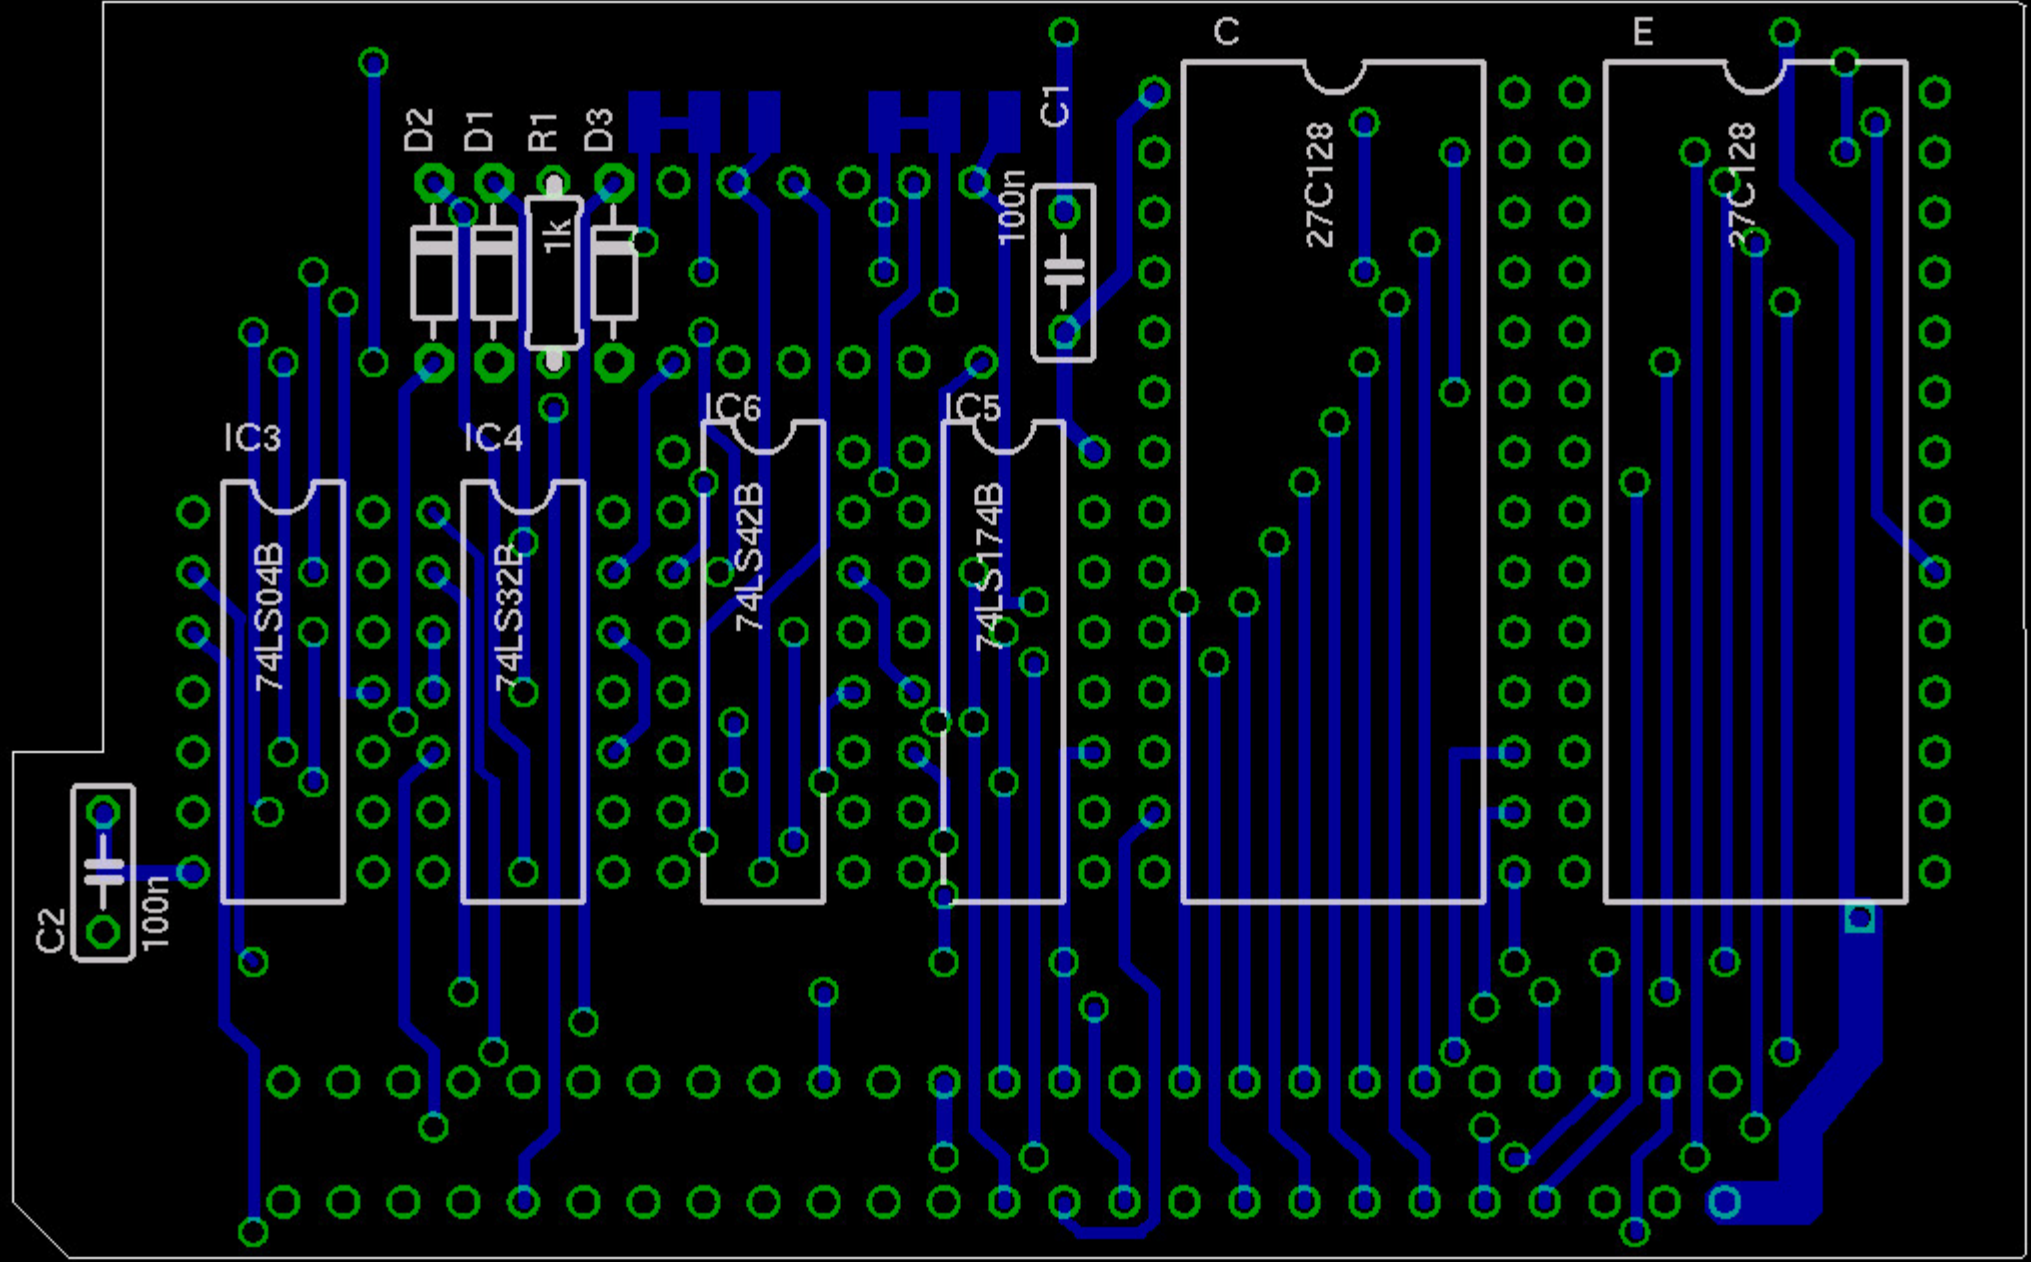 C
E
C1
D2
D1
R1
D3
100n
27C128
27C128
1k
IC6
IC5
IC3
IC4
74LS04B
74LS32B
74LS42B
74LS174B
C2
100n